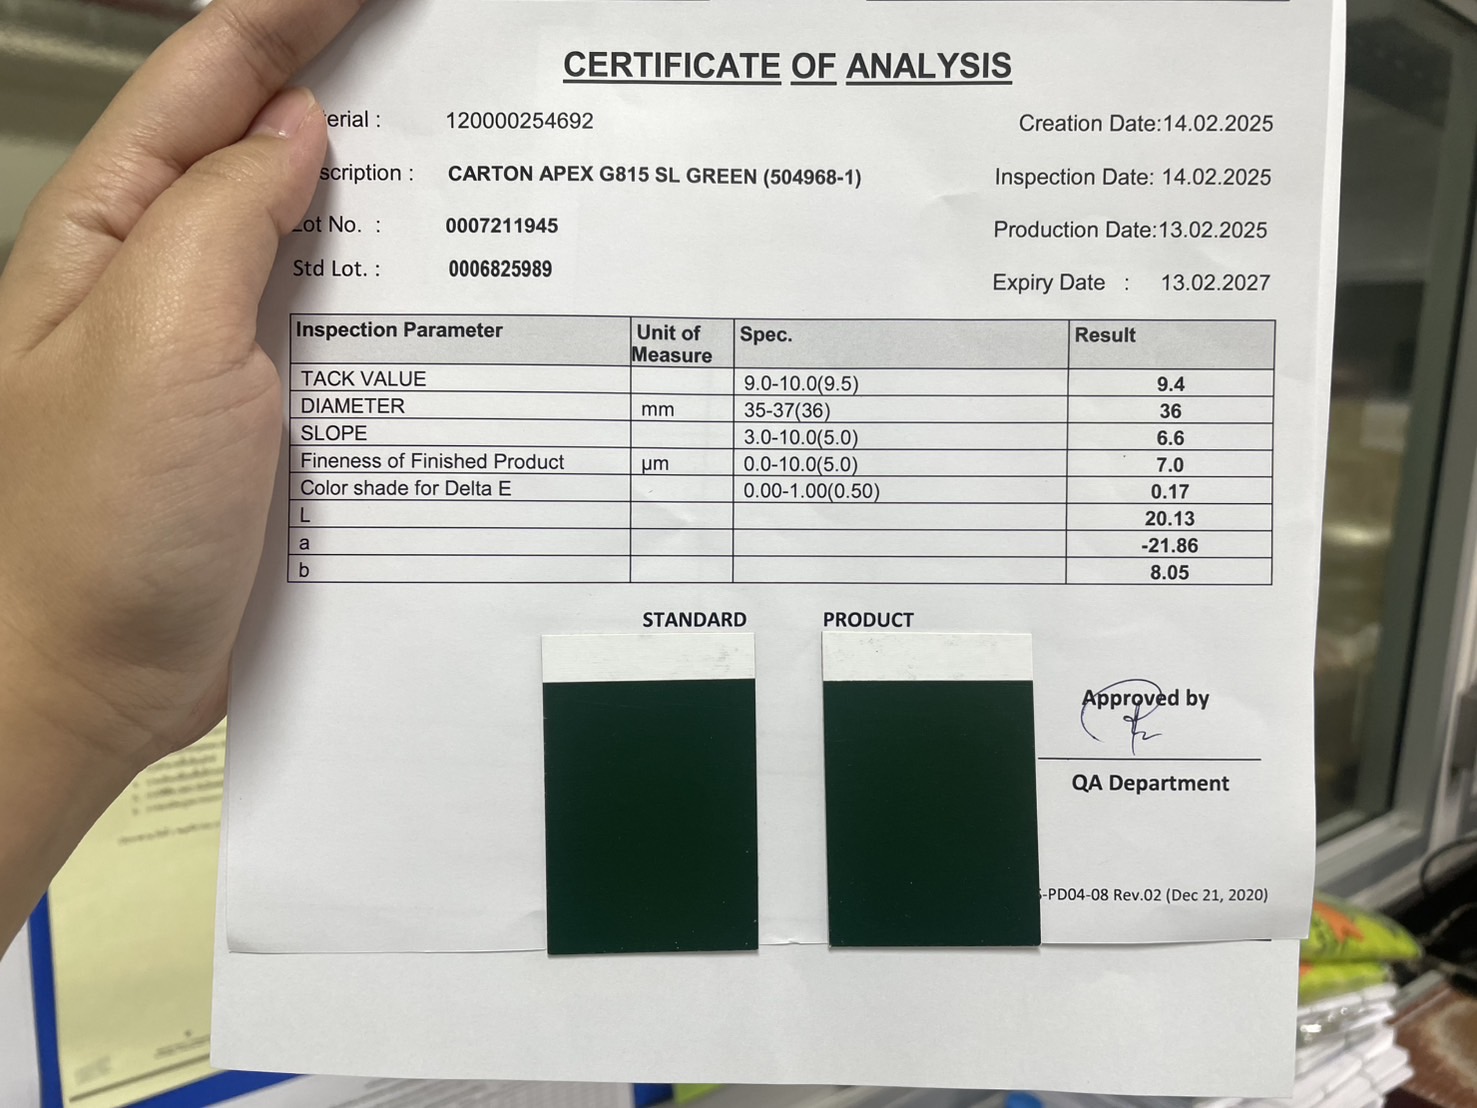 CERTIFICATE OF ANALYSIS
erial : 120000254692 Creation Date:14.02.2025
scription : CARTON APEX G815 SL GREEN (504968-1) Inspection Date: 14.02.2025
Lot No. : 0007211945 Production Date:13.02.2025
Std Lot. : 0006825989 Expiry Date : 13.02.2027
Inspection Parameter Unit of Measure Spec. Result
TACK VALUE 9.0-10.0(9.5) 9.4
DIAMETER mm 35-37(36) 36
SLOPE 3.0-10.0(5.0) 6.6
Fineness of Finished Product µm 0.0-10.0(5.0) 7.0
Color shade for Delta E 0.00-1.00(0.50) 0.17
L 20.13
a -21.86
b 8.05
STANDARD PRODUCT
Approved by
QA Department
-PD04-08 Rev.02 (Dec 21, 2020)